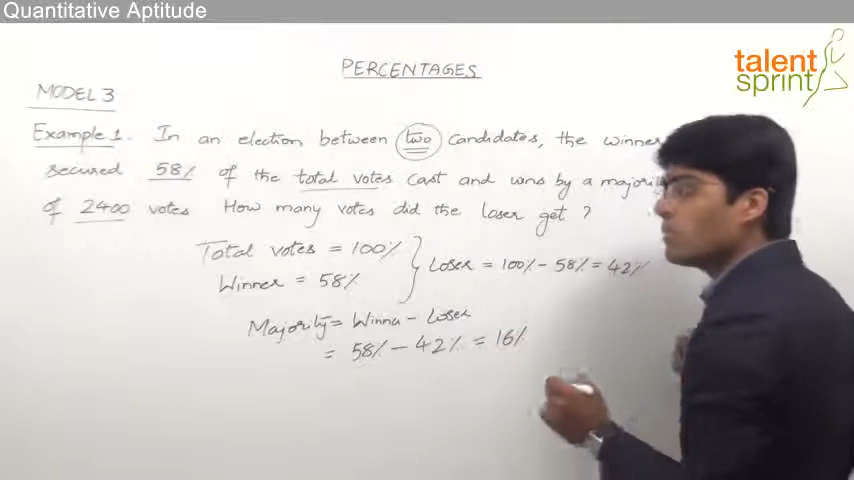 Quantitative Aptitude
talent
sprint
PERCENTAGES
MODEL 3
Example 1. In an election between two candidates, the winner
secured 58% of the total votes cast and wins by a majority
of 2400 votes How many votes did the loser get ?
Total votes = 100%
Winner = 58%
Loser = 100% - 58% = 42%
Majority = Winner - Loser
= 58% - 42% = 16%